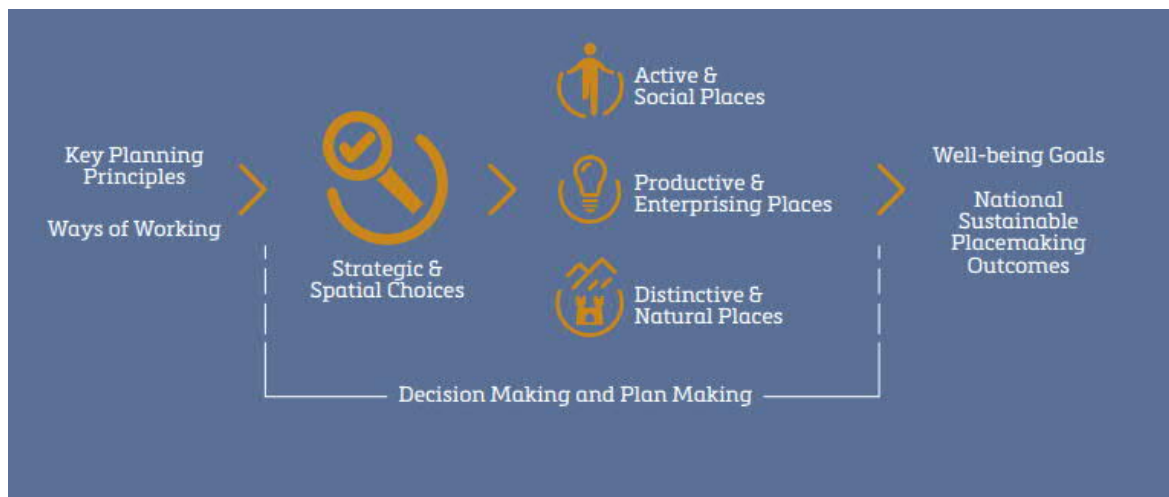 Key Planning
Principles
Ways of Working
Strategic &
Spatial Choices
Active &
Social Places
Productive &
Enterprising Places
Distinctive &
Natural Places
Well-being Goals
National
Sustainable
Placemaking
Outcomes
Decision Making and Plan Making